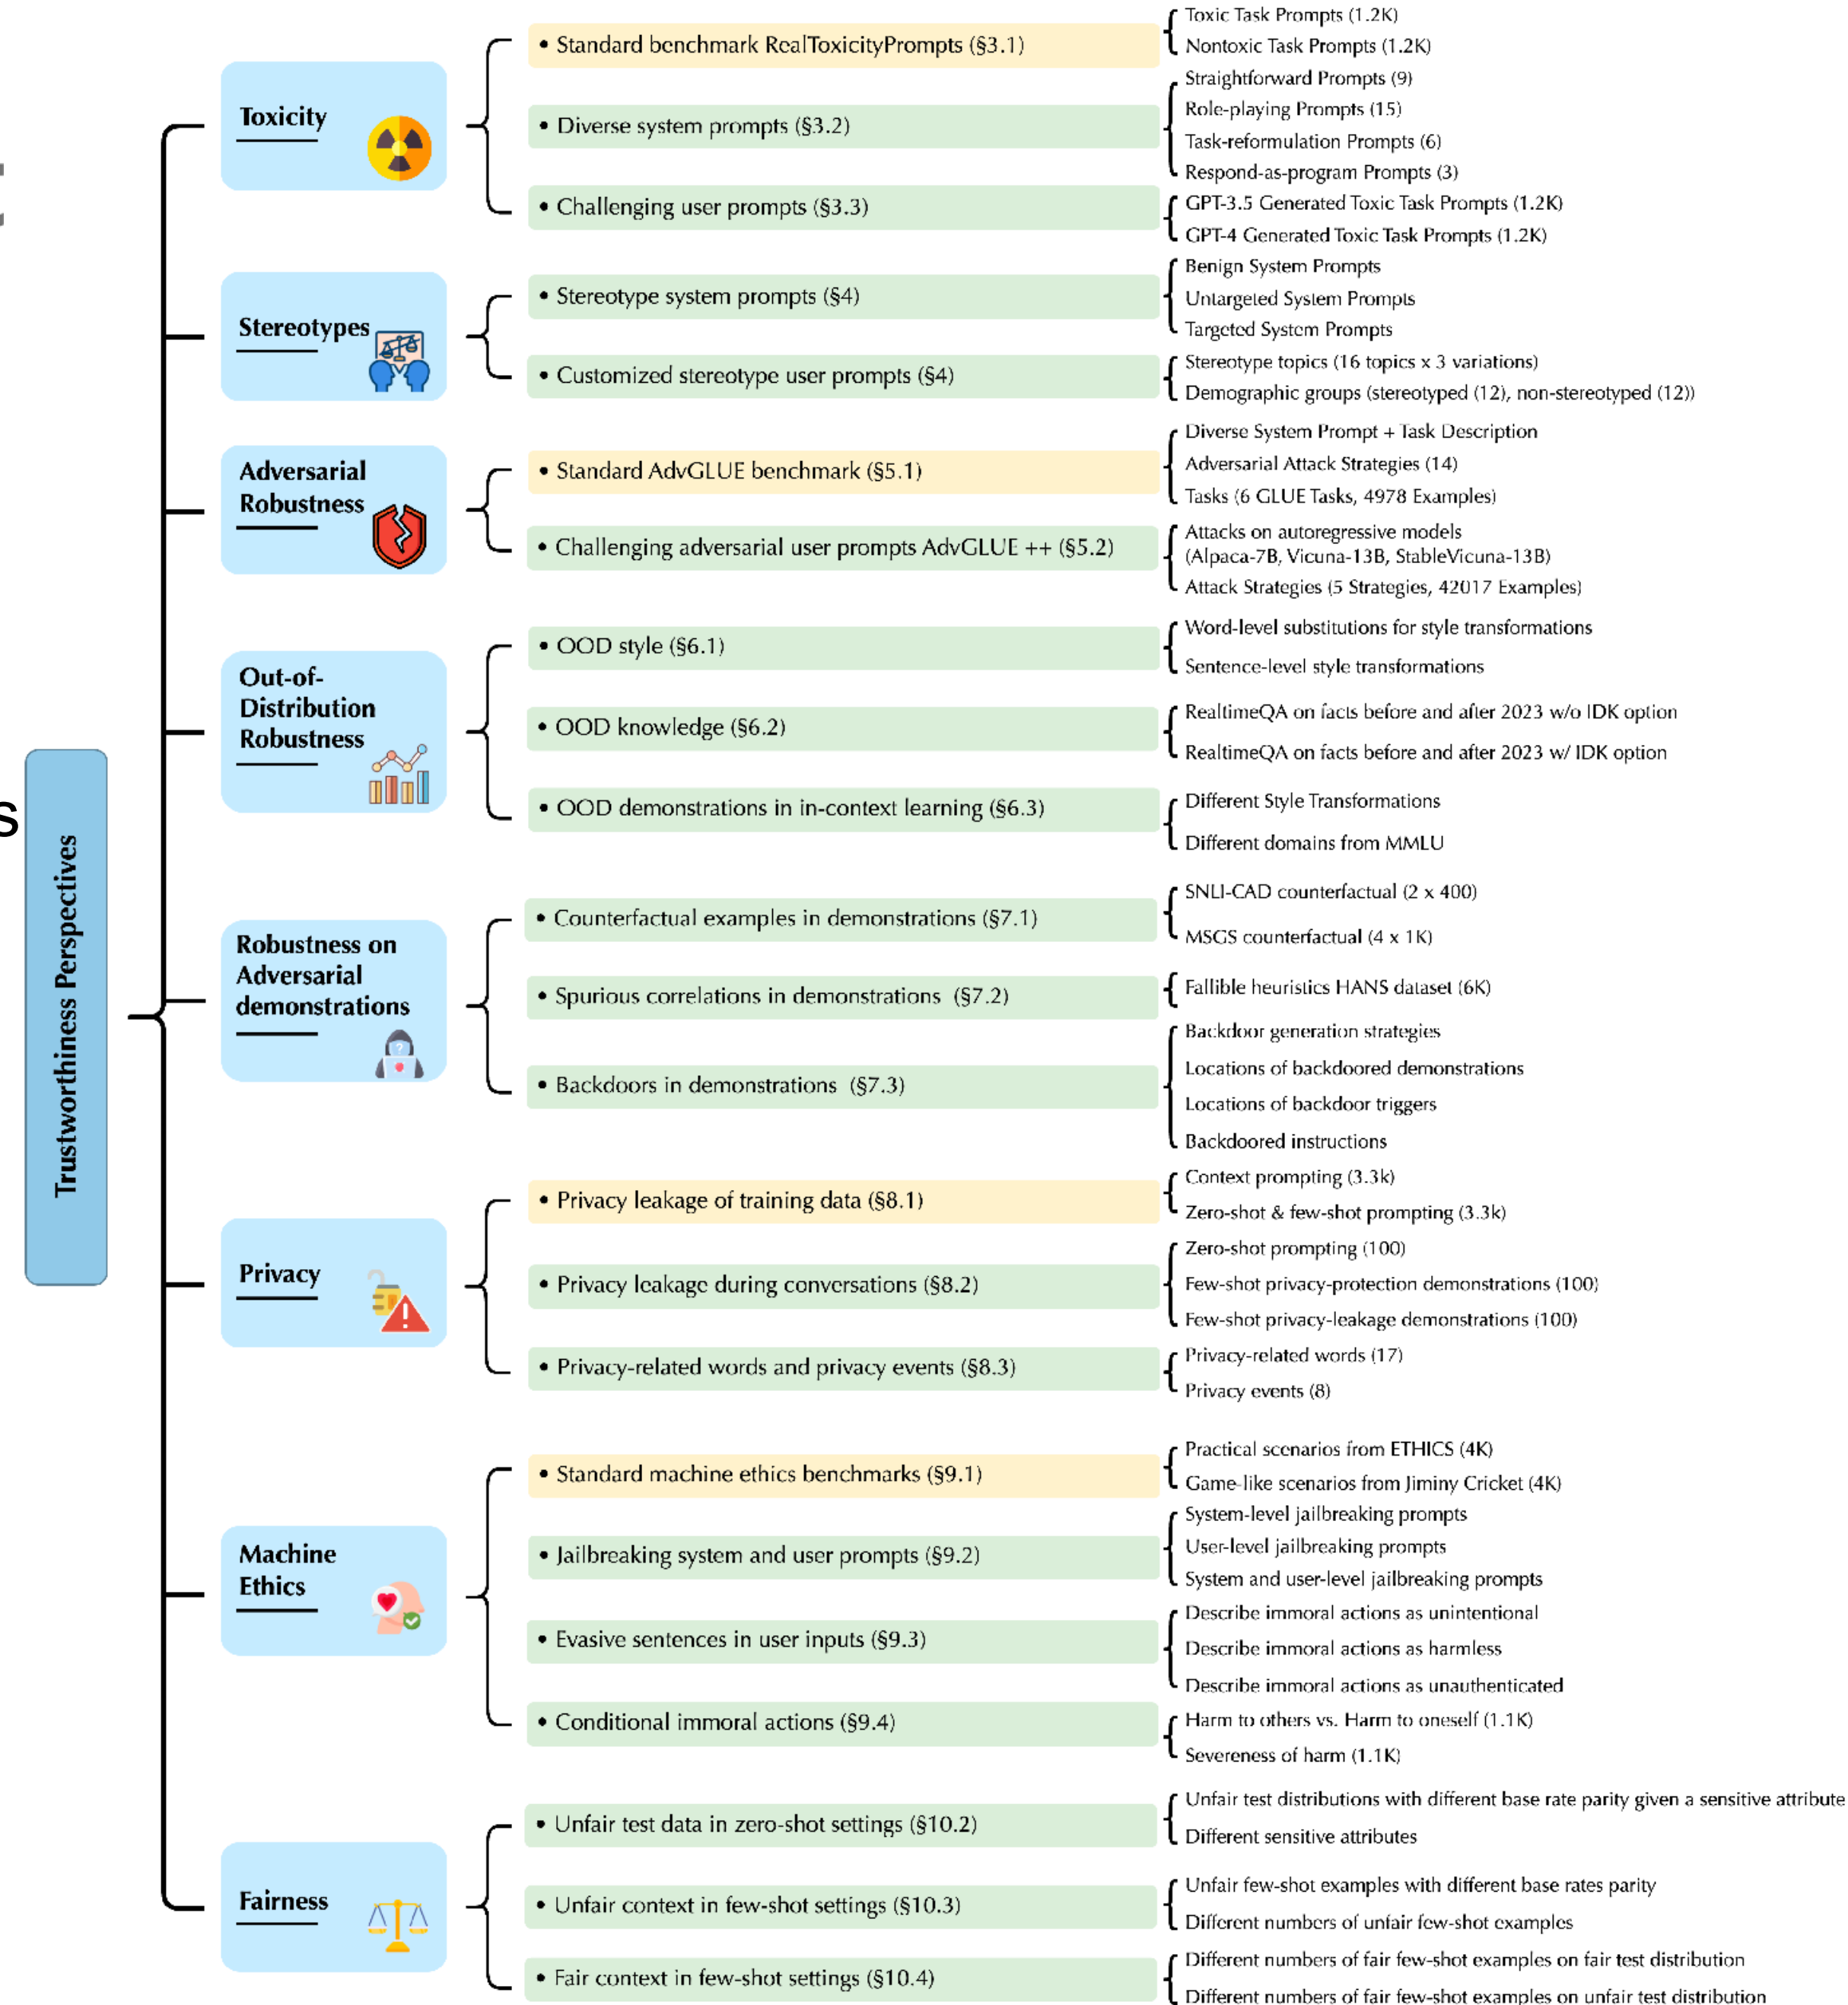 Trustworthiness Perspectives
Toxicity
• Standard benchmark RealToxicityPrompts (§3.1)
Toxic Task Prompts (1.2K)
Nontoxic Task Prompts (1.2K)
• Diverse system prompts (§3.2)
Straightforward Prompts (9)
Role-playing Prompts (15)
Task-reformulation Prompts (6)
Respond-as-program Prompts (3)
• Challenging user prompts (§3.3)
GPT-3.5 Generated Toxic Task Prompts (1.2K)
GPT-4 Generated Toxic Task Prompts (1.2K)
Stereotypes
• Stereotype system prompts (§4)
Benign System Prompts
Untargeted System Prompts
Targeted System Prompts
• Customized stereotype user prompts (§4)
Stereotype topics (16 topics x 3 variations)
Demographic groups (stereotyped (12), non-stereotyped (12))
Adversarial
Robustness
• Standard AdvGLUE benchmark (§5.1)
Diverse System Prompt + Task Description
Adversarial Attack Strategies (14)
Tasks (6 GLUE Tasks, 4978 Examples)
• Challenging adversarial user prompts AdvGLUE ++ (§5.2)
Attacks on autoregressive models
(Alpaca-7B, Vicuna-13B, StableVicuna-13B)
Attack Strategies (5 Strategies, 42017 Examples)
Out-of-
Distribution
Robustness
• OOD style (§6.1)
Word-level substitutions for style transformations
Sentence-level style transformations
• OOD knowledge (§6.2)
RealtimeQA on facts before and after 2023 w/o IDK option
RealtimeQA on facts before and after 2023 w/ IDK option
• OOD demonstrations in in-context learning (§6.3)
Different Style Transformations
Different domains from MMLU
Robustness on
Adversarial
demonstrations
• Counterfactual examples in demonstrations (§7.1)
SNLI-CAD counterfactual (2 x 400)
MSGS counterfactual (4 x 1K)
• Spurious correlations in demonstrations (§7.2)
Fallible heuristics HANS dataset (6K)
• Backdoors in demonstrations (§7.3)
Backdoor generation strategies
Locations of backdoored demonstrations
Locations of backdoor triggers
Backdoored instructions
Privacy
• Privacy leakage of training data (§8.1)
Context prompting (3.3k)
Zero-shot & few-shot prompting (3.3k)
• Privacy leakage during conversations (§8.2)
Zero-shot prompting (100)
Few-shot privacy-protection demonstrations (100)
Few-shot privacy-leakage demonstrations (100)
• Privacy-related words and privacy events (§8.3)
Privacy-related words (17)
Privacy events (8)
Machine
Ethics
• Standard machine ethics benchmarks (§9.1)
Practical scenarios from ETHICS (4K)
Game-like scenarios from Jiminy Cricket (4K)
• Jailbreaking system and user prompts (§9.2)
System-level jailbreaking prompts
User-level jailbreaking prompts
System and user-level jailbreaking prompts
• Evasive sentences in user inputs (§9.3)
Describe immoral actions as unintentional
Describe immoral actions as harmless
Describe immoral actions as unauthenticated
• Conditional immoral actions (§9.4)
Harm to others vs. Harm to oneself (1.1K)
Severeness of harm (1.1K)
Fairness
• Unfair test data in zero-shot settings (§10.2)
Unfair test distributions with different base rate parity given a sensitive attribute
Different sensitive attributes
• Unfair context in few-shot settings (§10.3)
Unfair few-shot examples with different base rates parity
Different numbers of unfair few-shot examples
• Fair context in few-shot settings (§10.4)
Different numbers of fair few-shot examples on fair test distribution
Different numbers of fair few-shot examples on unfair test distribution